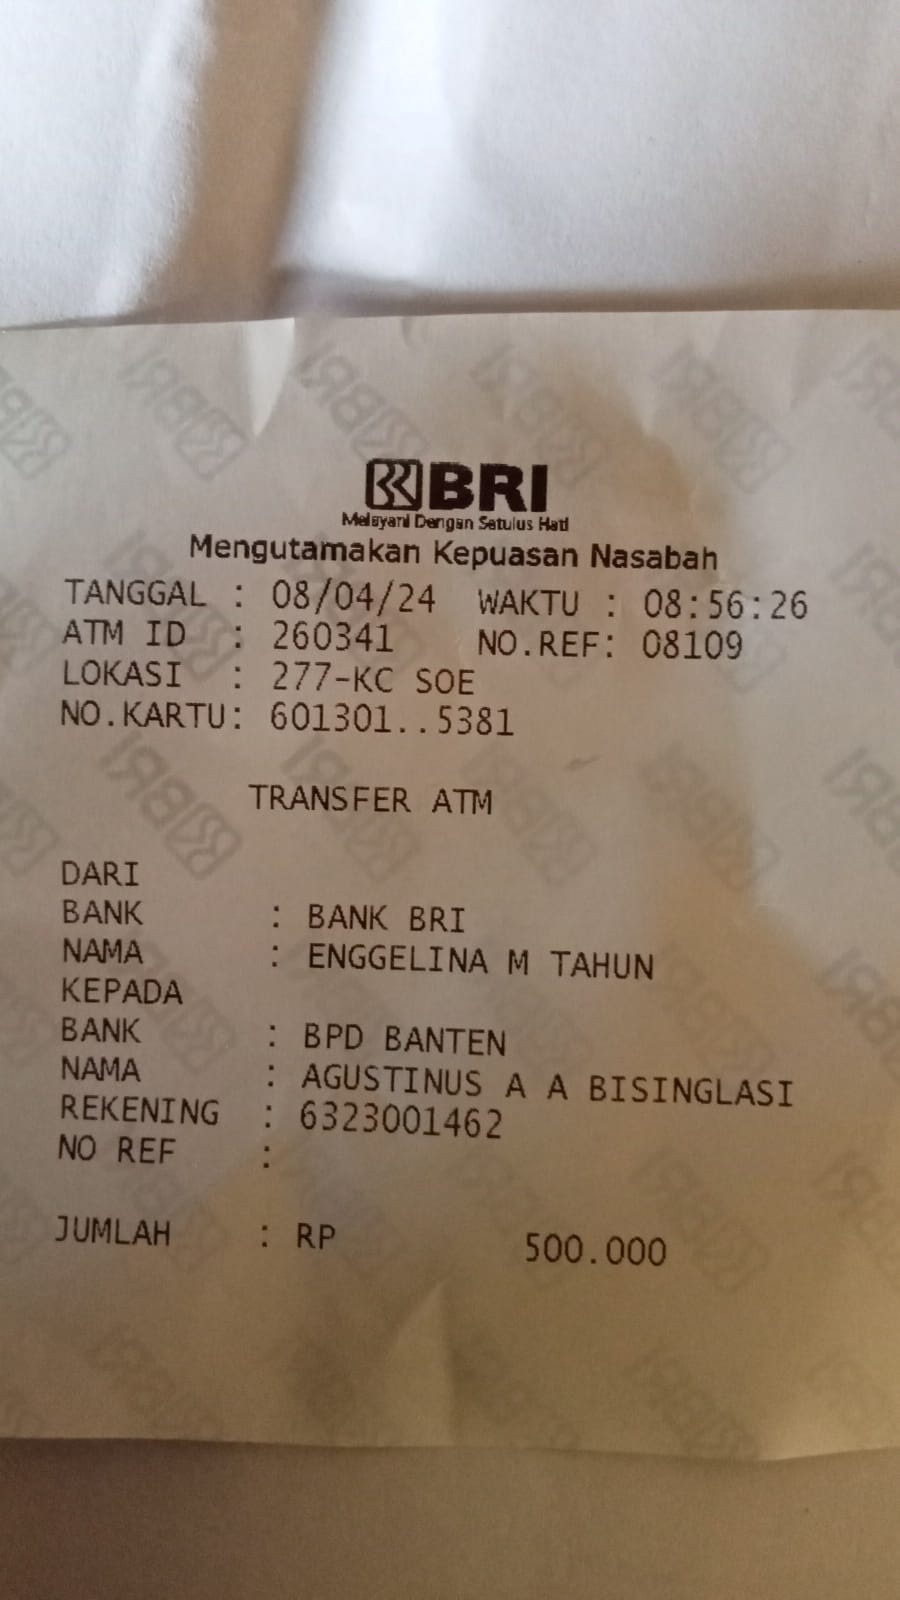 BRI
Melayani Dengan Setulus Hati
Mengutamakan Kepuasan Nasabah
TANGGAL : 08/04/24 WAKTU : 08:56:26
ATM ID : 260341 NO.REF: 08109
LOKASI : 277-KC SOE
NO.KARTU: 601301..5381
TRANSFER ATM
DARI
BANK : BANK BRI
NAMA : ENGGELINA M TAHUN
KEPADA
BANK : BPD BANTEN
NAMA : AGUSTINUS A A BISINGLASI
REKENING : 6323001462
NO REF :
JUMLAH : RP 500.000